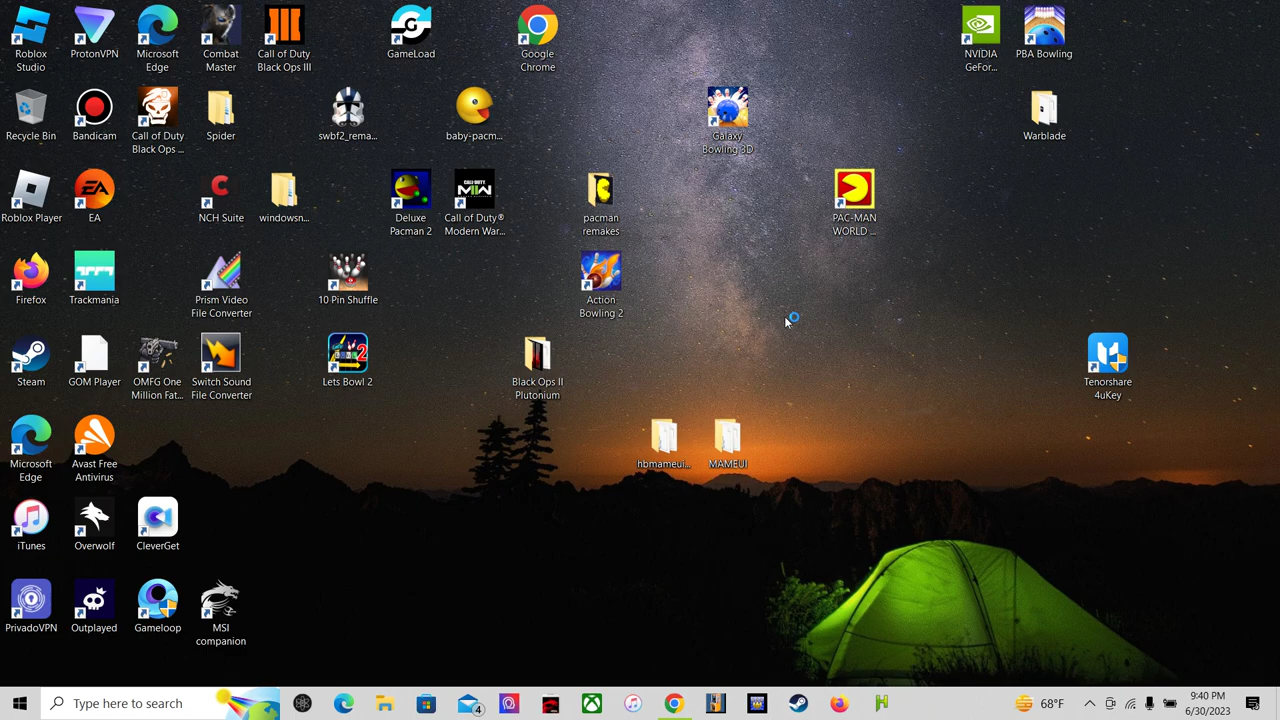 Roblox Studio
ProtonVPN
Microsoft Edge
Combat Master
Call of Duty Black Ops III
GameLoad
Google Chrome
NVIDIA GeFor...
PBA Bowling
Recycle Bin
Bandicam
Call of Duty Black Ops ...
Spider
swbf2_rema...
baby-pacm...
Galaxy Bowling 3D
Warblade
Roblox Player
EA
NCH Suite
windowsn...
Deluxe Pacman 2
Call of Duty® Modern War...
pacman remakes
PAC-MAN WORLD ...
Firefox
Trackmania
Prism Video File Converter
10 Pin Shuffle
Action Bowling 2
Steam
GOM Player
OMFG One Million Fat...
Switch Sound File Converter
Lets Bowl 2
Black Ops II Plutonium
Tenorshare 4uKey
Microsoft Edge
Avast Free Antivirus
hbmameui...
MAMEUI
iTunes
Overwolf
CleverGet
PrivadoVPN
Outplayed
Gameloop
MSI companion
Type here to search
4
68°F
9:40 PM
6/30/2023